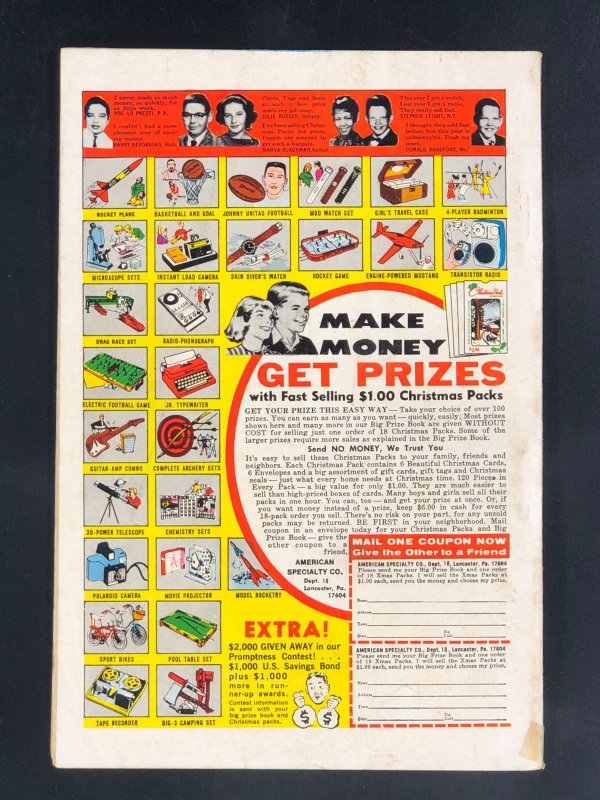 I never made so much
money, so quickly, for
so little work.
WM. LO PRESTI, P.R.
I couldn't find a more
pleasant way of earn-
ing money.
HARRY KEVORKIAN, Mich.
Cards, Tags and Seals
at such a low price
made my job easy.
JULIE BUSSEN, Indiana
I've been selling Christ-
mas Packs for years.
People are amazed to
get such a bargain.
MARVA BLACKMAN, Kansas
This year I got a watch,
Last year I got a radio.
They really sell fast.
STEPHEN LEIGHT, N.Y.
I thought they sold fast
before, but this year is
unbelievable. Rush me
more.
DONALD BRADFORD, Mo.
ROCKET PLANE
BASKETBALL AND GOAL
JOHNNY UNITAS FOOTBALL
MOD WATCH SET
GIRL'S TRAVEL CASE
4-PLAYER BADMINTON
MICROSCOPE SETS
INSTANT LOAD CAMERA
SKIN DIVER'S WATCH
HOCKEY GAME
ENGINE-POWERED MUSTANG
TRANSISTOR RADIO
DRAG RACE SET
RADIO-PHONOGRAPH
ELECTRIC FOOTBALL GAME
JR. TYPEWRITER
GUITAR-AMP COMBO
COMPLETE ARCHERY SETS
30-POWER TELESCOPE
CHEMISTRY SETS
POLAROID CAMERA
MOVIE PROJECTOR
MODEL ROCKETRY
SPORT BIKES
POOL TABLE SET
TAPE RECORDER
BIG-3 CAMPING SET
MAKE
MONEY
GET PRIZES
with Fast Selling $1.00 Christmas Packs
GET YOUR PRIZE THIS EASY WAY — Take your choice of over 100
prizes. You can earn as many as you want — quickly, easily. Most prizes
shown here and many more in our Big Prize Book are given WITHOUT
COST for selling just one order of 18 Christmas Packs. Some of the
larger prizes require more sales as explained in the Big Prize Book.
Send NO MONEY, We Trust You
It's easy to sell these Christmas Packs to your family, friends and
neighbors. Each Christmas Pack contains 6 Beautiful Christmas Cards,
6 Envelopes and a big assortment of gift cards, gift tags and Christmas
seals — just what every home needs at Christmas time. 120 Pieces in
Every Pack — a big value for only $1.00. They are much easier to
sell than high-priced boxes of cards. Many boys and girls sell all their
packs in one hour. You can, too — and get your prize at once. Or, if
you want money instead of a prize, keep $6.00 in cash for every
18-pack order you sell. There's no risk on your part, for any unsold
packs may be returned. BE FIRST in your neighborhood. Mail
coupon in an envelope today for your Christmas Packs and Big
Prize Book — give the
other coupon to a
friend.
AMERICAN
SPECIALTY CO.
Dept. 18
Lancaster, Pa.
17604
MAIL ONE COUPON NOW
Give the Other to a Friend
AMERICAN SPECIALTY CO., Dept. 18, Lancaster, Pa. 17604
Please send me your Big Prize Book and one order
of 18 Xmas Packs. I will sell the Xmas Packs at
$1.00 each, send you the money and choose my prize.
Name
Address
Town
State
Zip
Code
AMERICAN SPECIALTY CO., Dept. 18, Lancaster, Pa. 17604
Please send me your Big Prize Book and one order
of 18 Xmas Packs. I will sell the Xmas Packs at
$1.00 each, send you the money and choose my prize.
Name
Address
Town
State
Zip
Code
EXTRA!
$2,000 GIVEN AWAY in our
Promptness Contest! . . .
$1,000 U.S. Savings Bond
plus $1,000
more in run-
ner-up awards.
Contest information
is sent with your
big prize book and
Christmas packs.
$ $